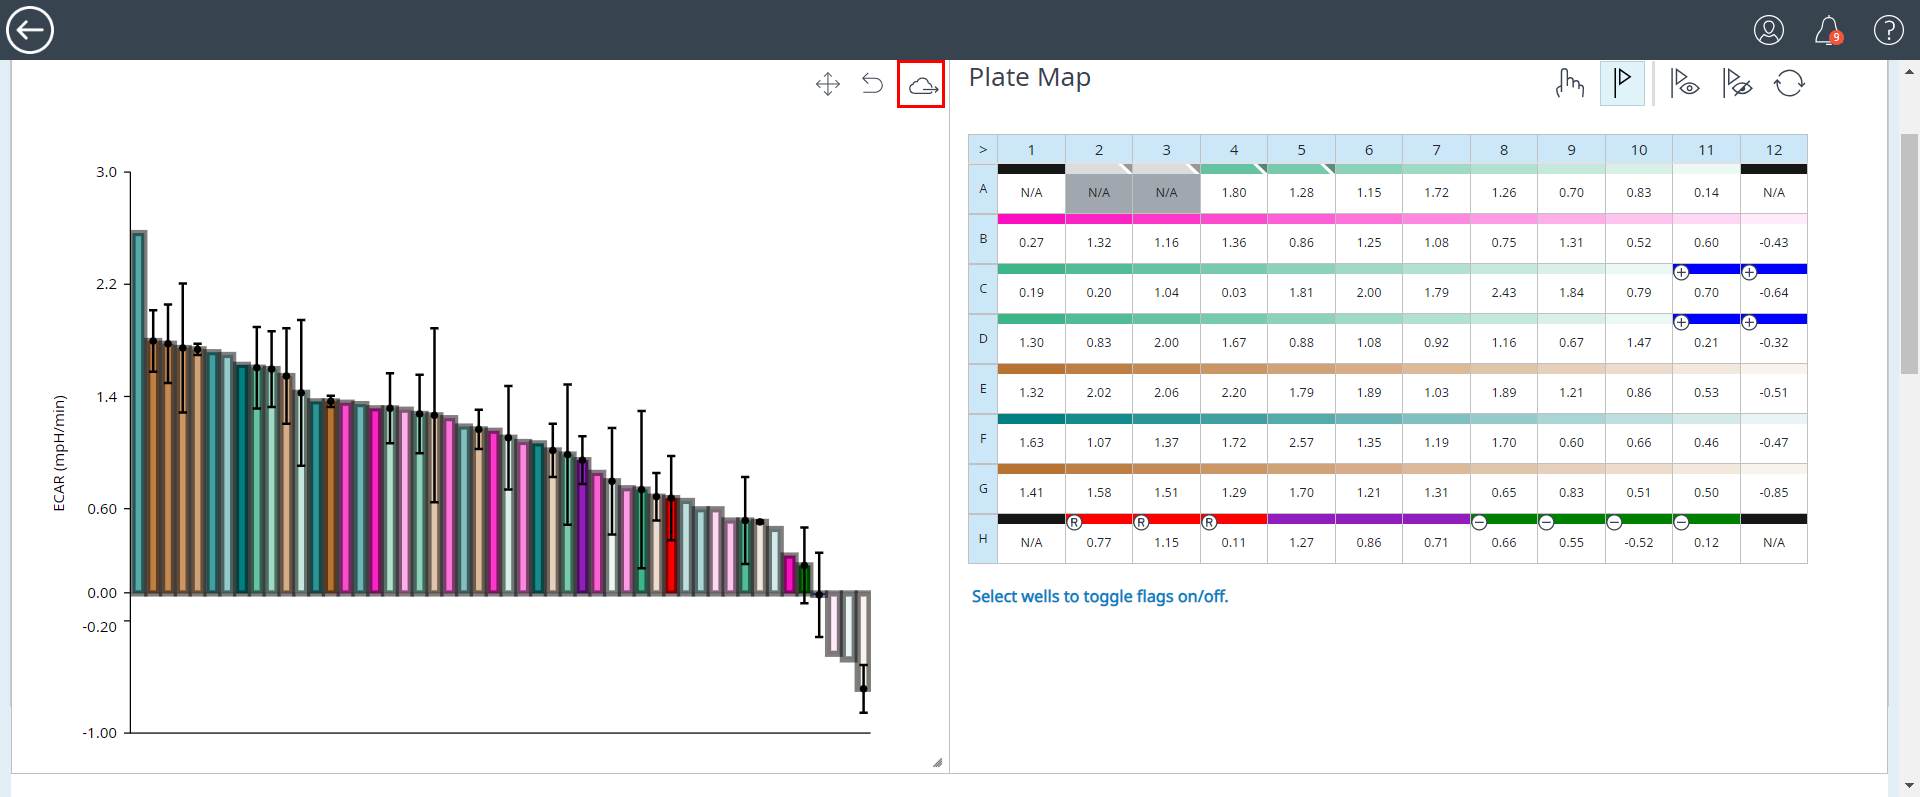 9
?
Plate Map
ECAR (mpH/min)
3.0
2.2
1.4
0.60
0.00
-0.20
-1.00
> 1 2 3 4 5 6 7 8 9 10 11 12
A N/A N/A N/A 1.80 1.28 1.15 1.72 1.26 0.70 0.83 0.14 N/A
B 0.27 1.32 1.16 1.36 0.86 1.25 1.08 0.75 1.31 0.52 0.60 -0.43
+ +
C 0.19 0.20 1.04 0.03 1.81 2.00 1.79 2.43 1.84 0.79 0.70 -0.64
+ +
D 1.30 0.83 2.00 1.67 0.88 1.08 0.92 1.16 0.67 1.47 0.21 -0.32
E 1.32 2.02 2.06 2.20 1.79 1.89 1.03 1.89 1.21 0.86 0.53 -0.51
F 1.63 1.07 1.37 1.72 2.57 1.35 1.19 1.70 0.60 0.66 0.46 -0.47
G 1.41 1.58 1.51 1.29 1.70 1.21 1.31 0.65 0.83 0.51 0.50 -0.85
R R R − − − −
H N/A 0.77 1.15 0.11 1.27 0.86 0.71 0.66 0.55 -0.52 0.12 N/A
Select wells to toggle flags on/off.